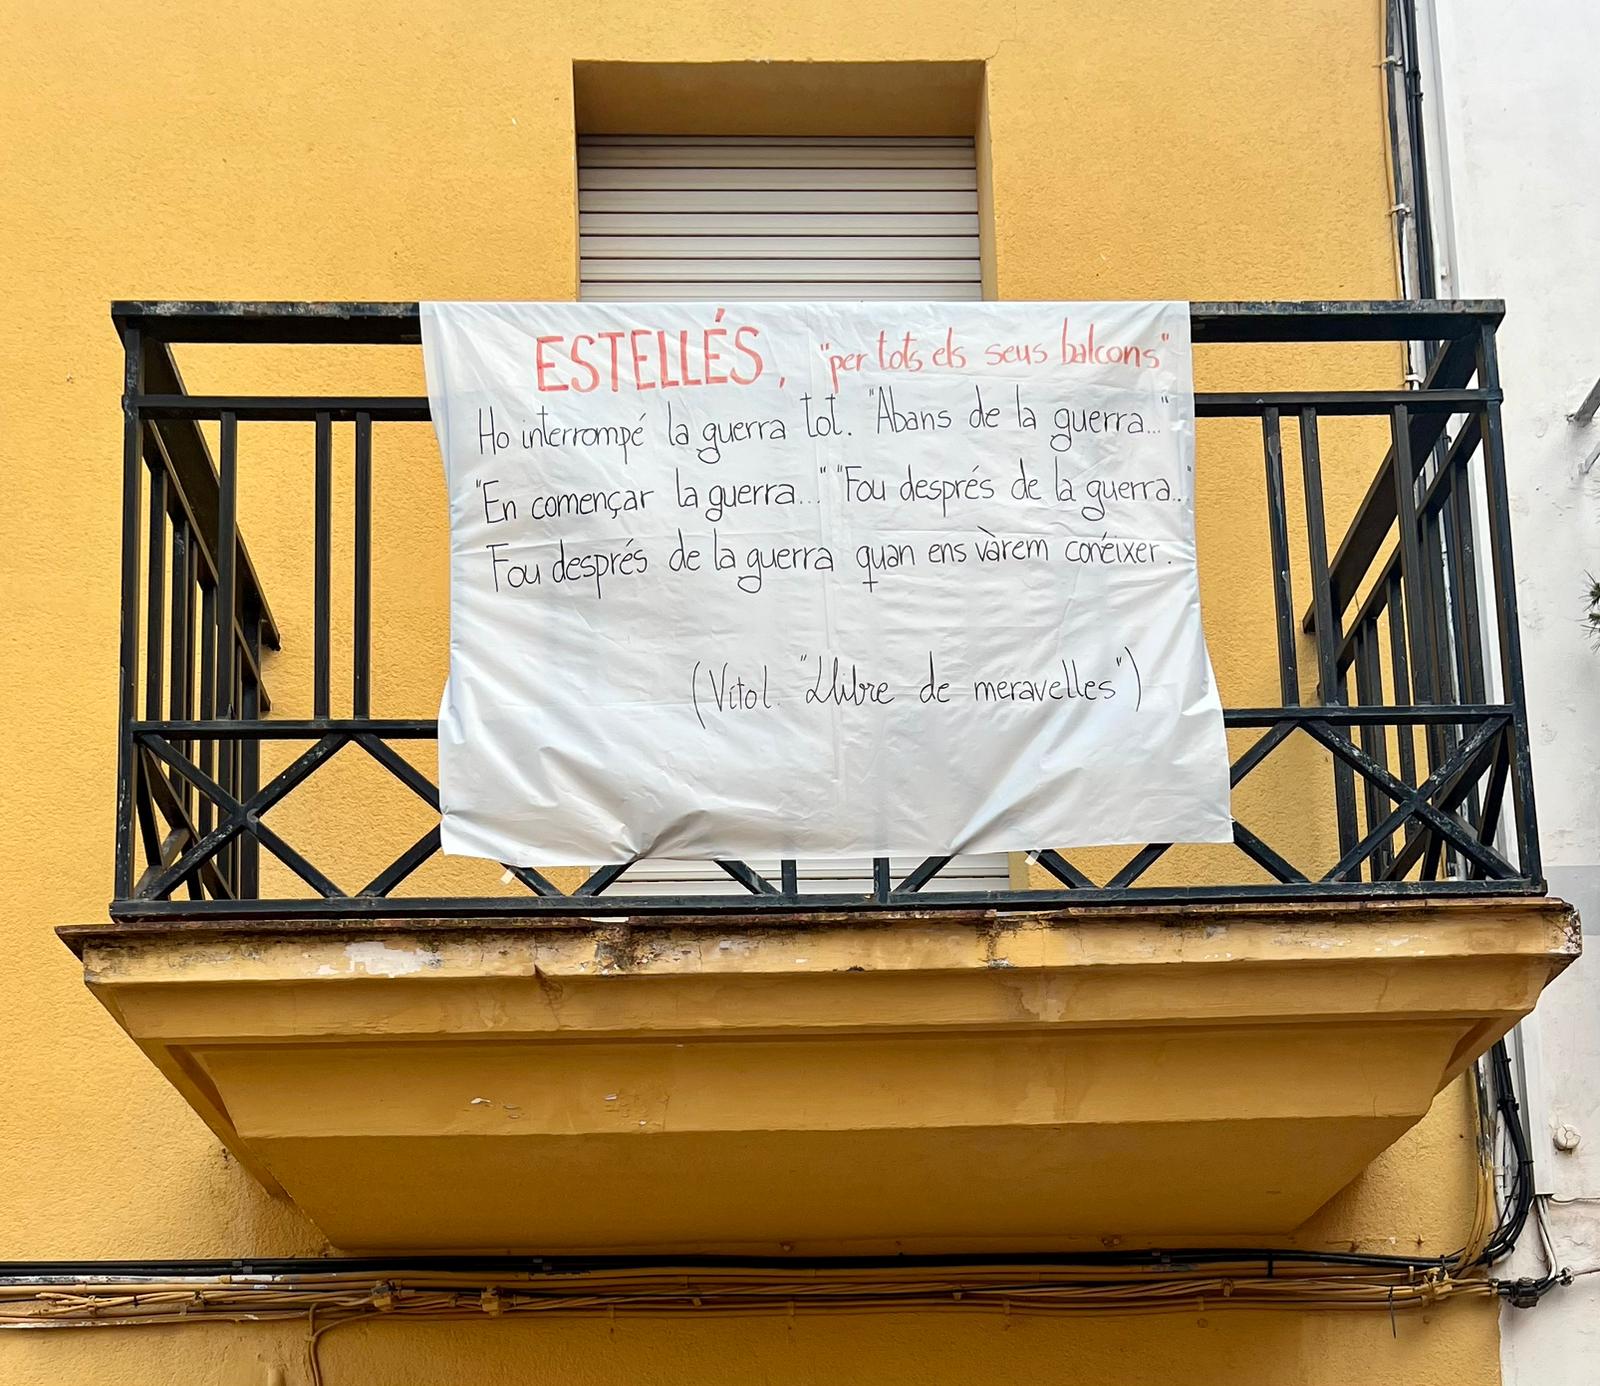 ESTELLÉS, "per tots els seus balcons"
Ho interrompé la guerra tot. "Abans de la guerra..."
"En començar la guerra..." "Fou després de la guerra..."
Fou després de la guerra quan ens vàrem conéixer.
(Vitol. "Llibre de meravelles")